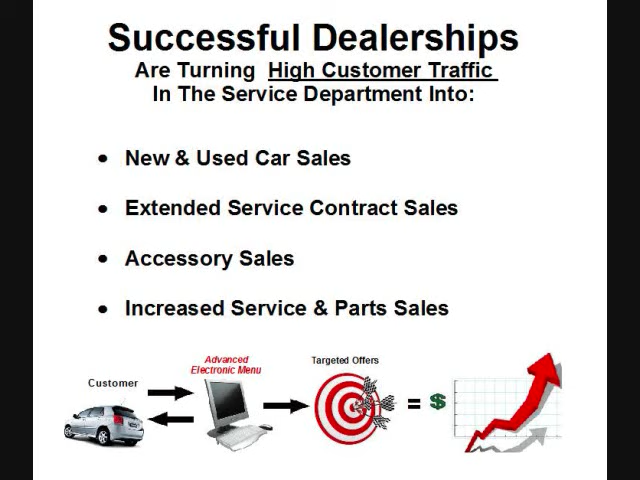 Successful Dealerships
Are Turning High Customer Traffic
In The Service Department Into:
• New & Used Car Sales
• Extended Service Contract Sales
• Accessory Sales
• Increased Service & Parts Sales
Customer
Advanced
Electronic Menu
Targeted Offers
= $